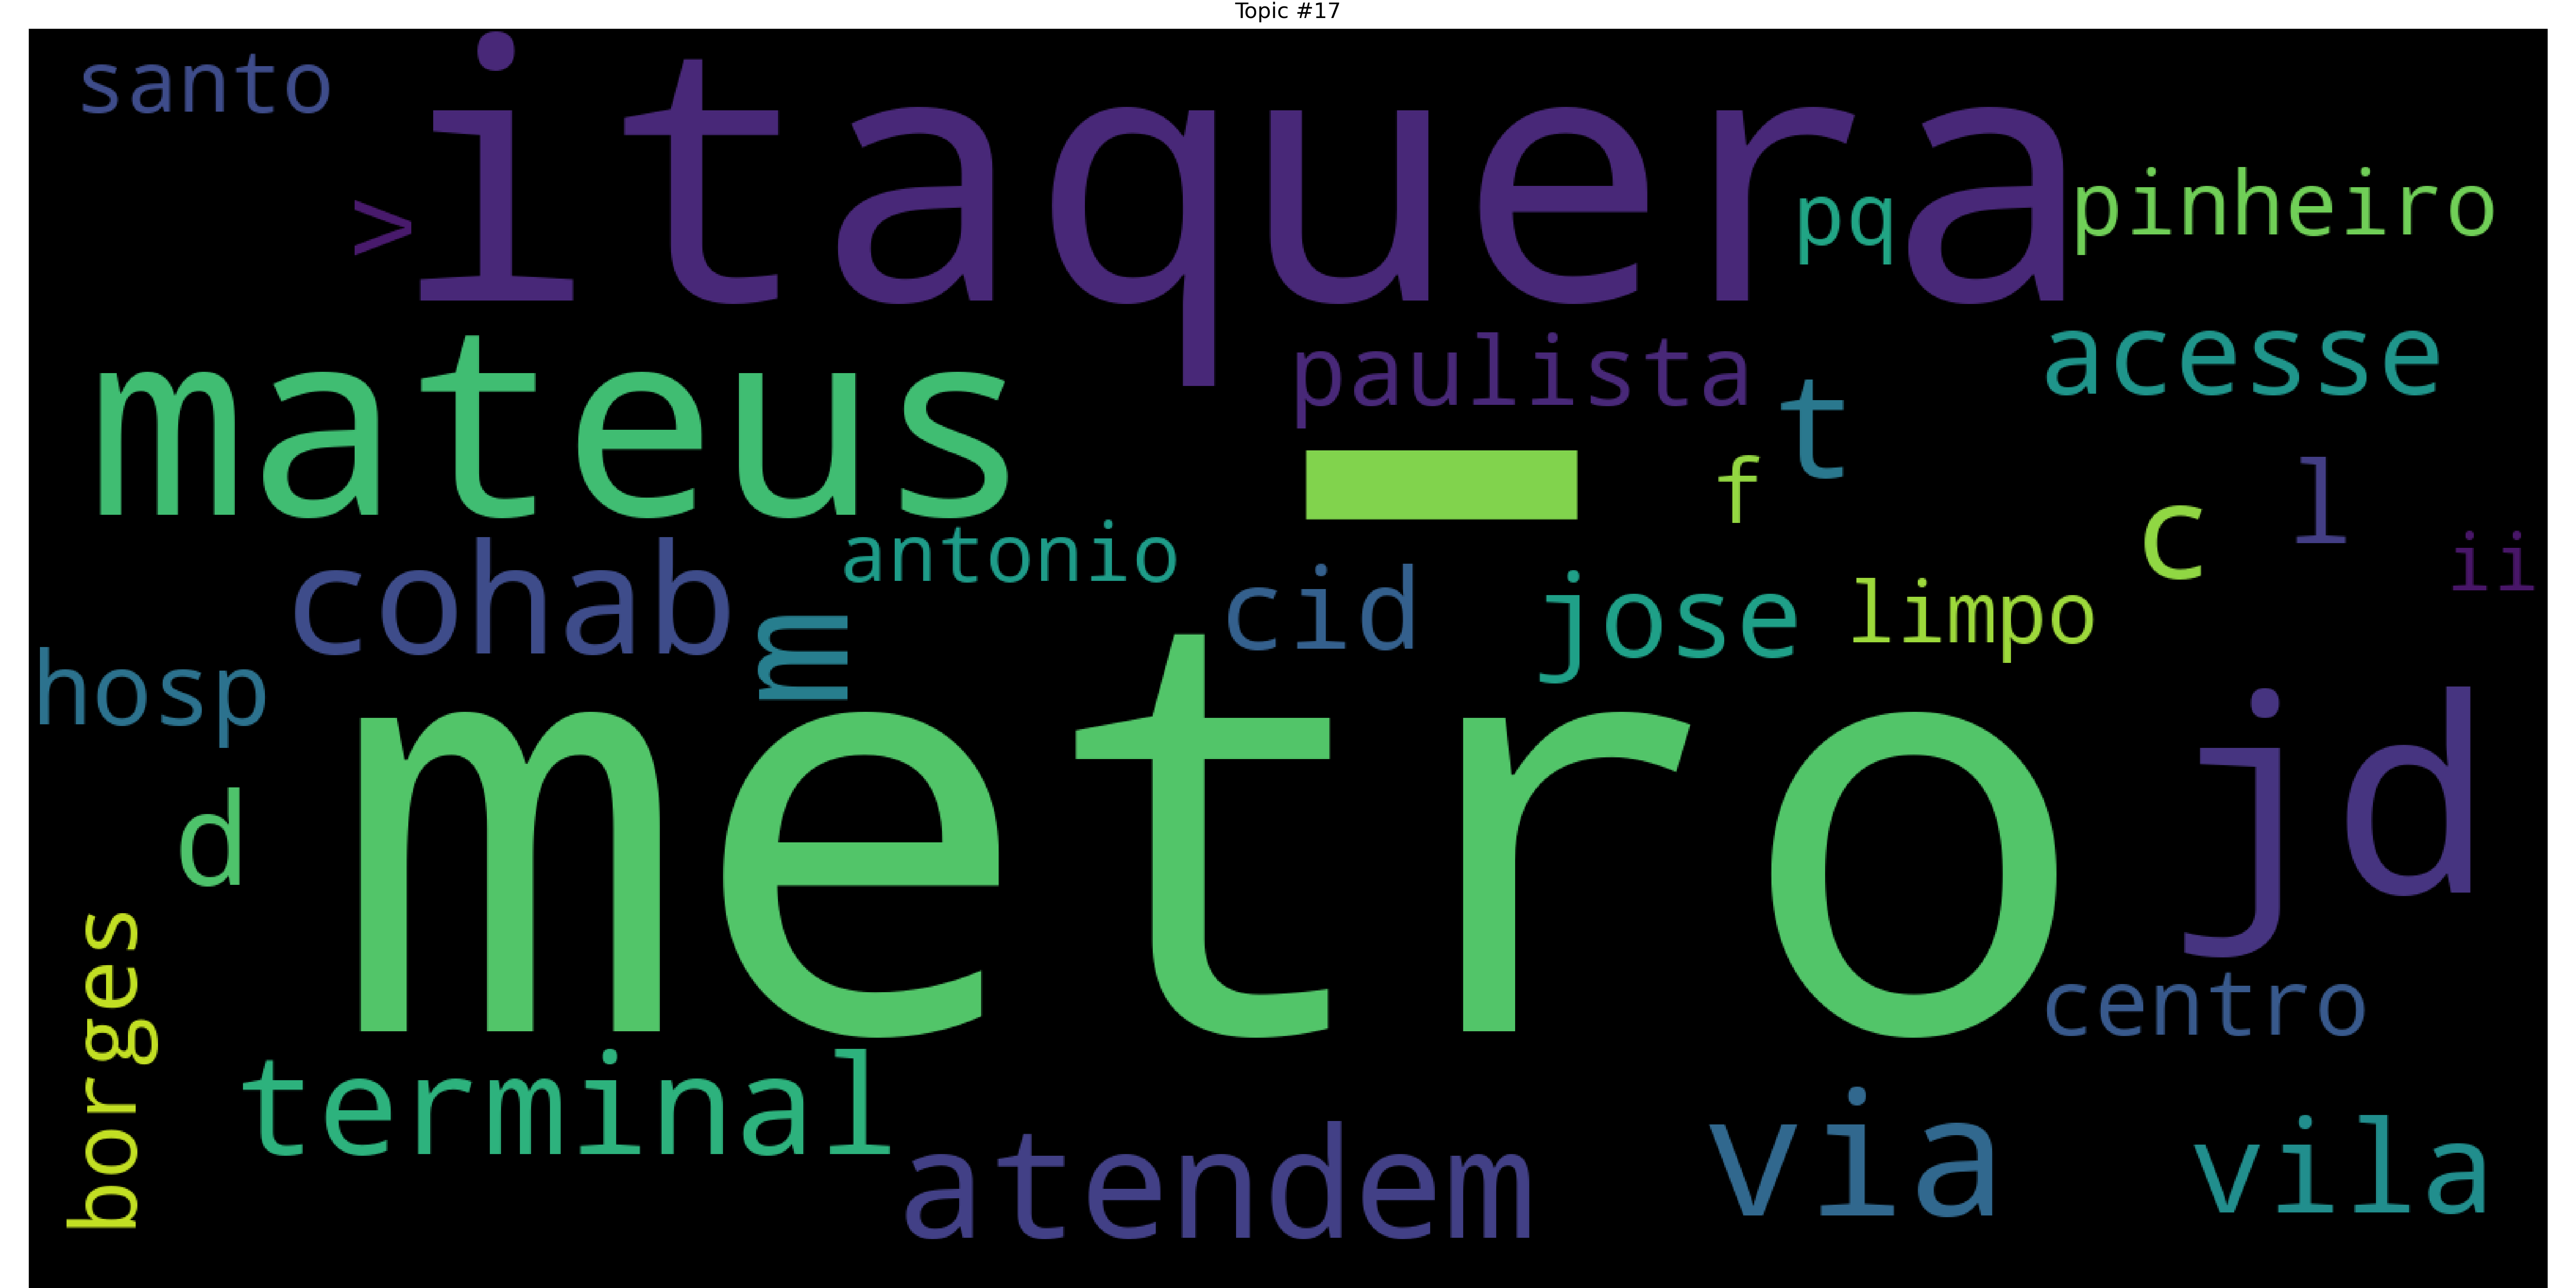 Topic #17
santo
itaquera
>
pq
pinheiro
mateus
paulista
acesse
t
f
c
l
ii
antonio
cohab
m
cid
jose
limpo
hosp
metro
jd
d
borges
centro
terminal
atendem
via
vila